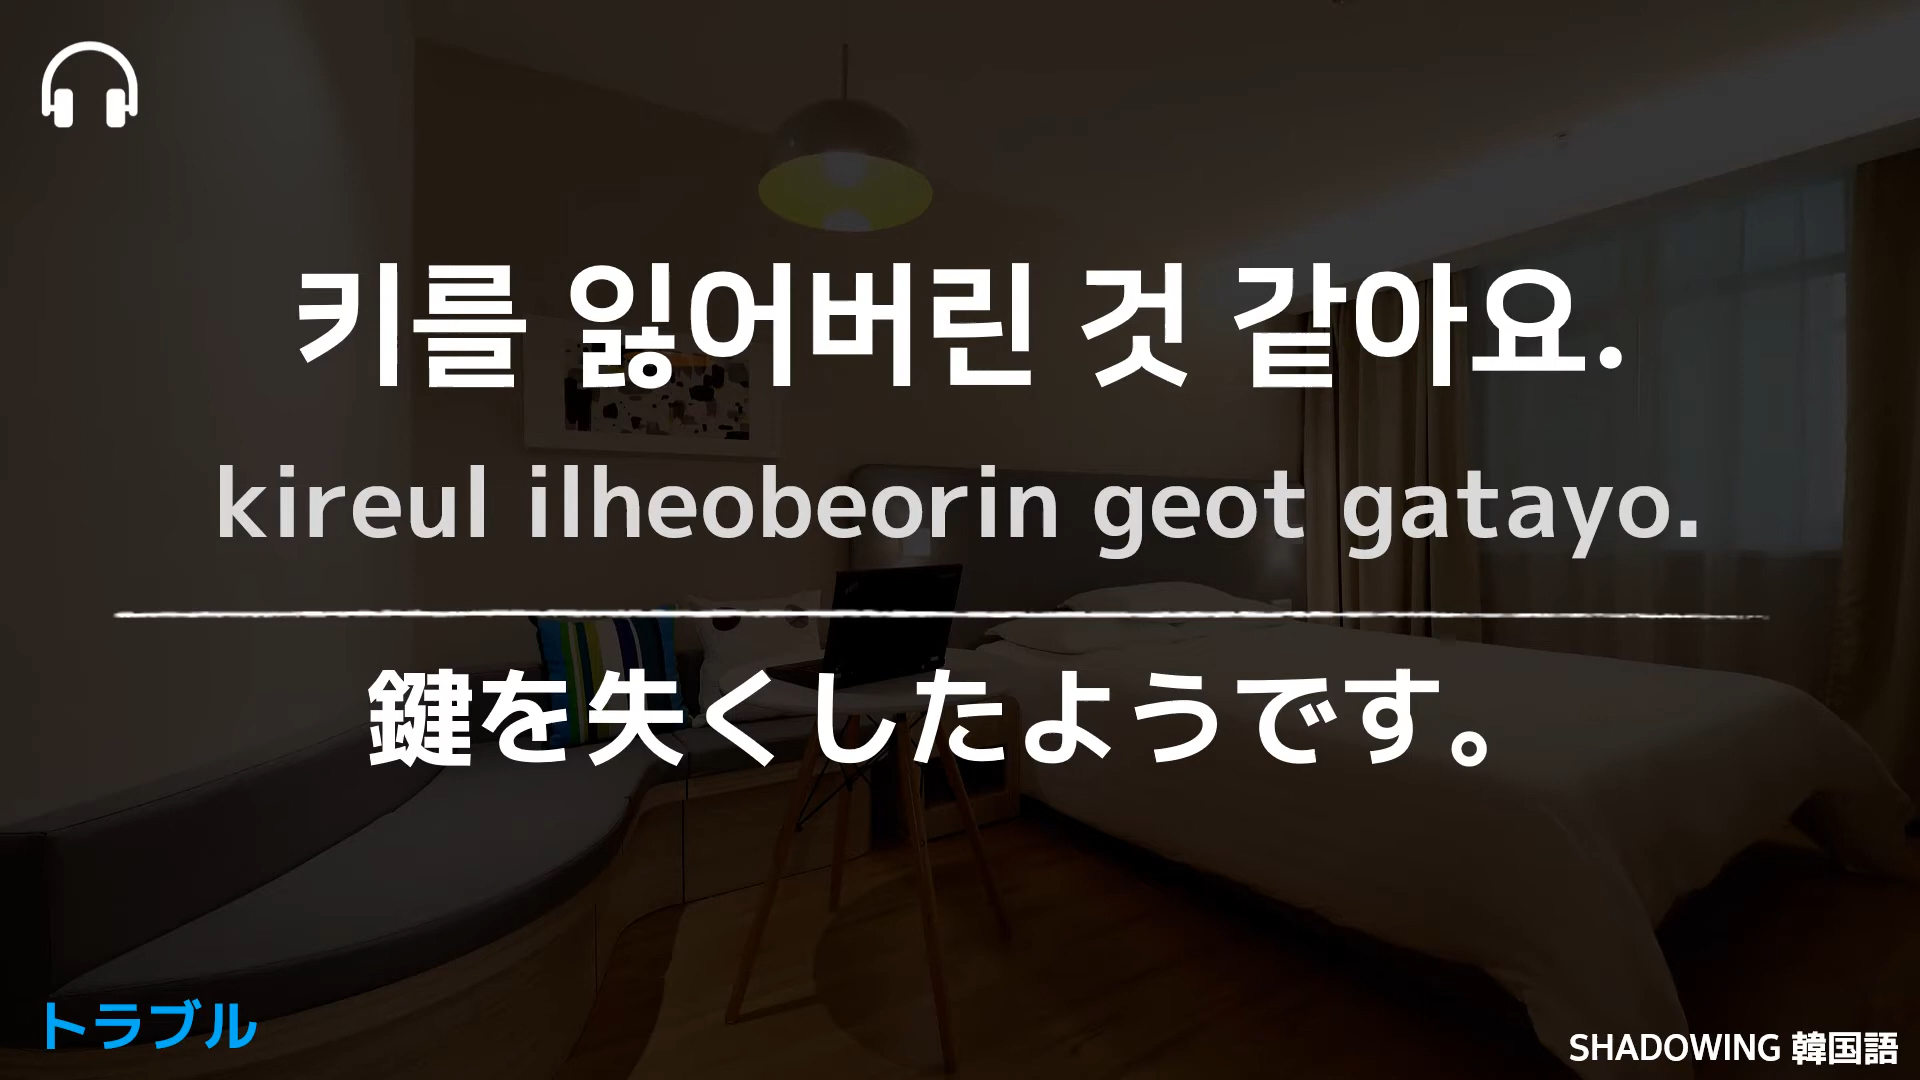 키를 잃어버린 것 같아요.
kireul ilheobeorin geot gatayo.
鍵を失くしたようです。
トラブル
SHADOWING 韓国語